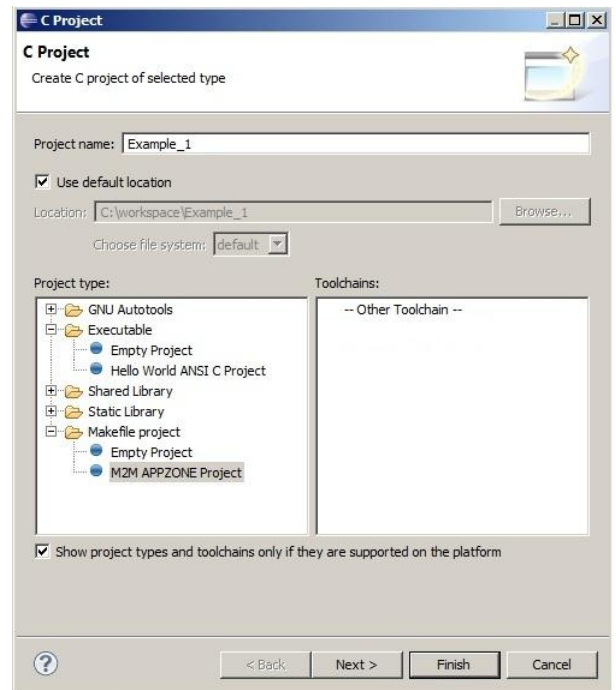 C Project
C Project
Create C project of selected type
Project name: Example_1
Use default location
Location: C:\workspace\Example_1 Browse...
Choose file system: default
Project type: Toolchains:
GNU Autotools -- Other Toolchain --
Executable
Empty Project
Hello World ANSI C Project
Shared Library
Static Library
Makefile project
Empty Project
M2M APPZONE Project
Show project types and toolchains only if they are supported on the platform
? < Back Next > Finish Cancel